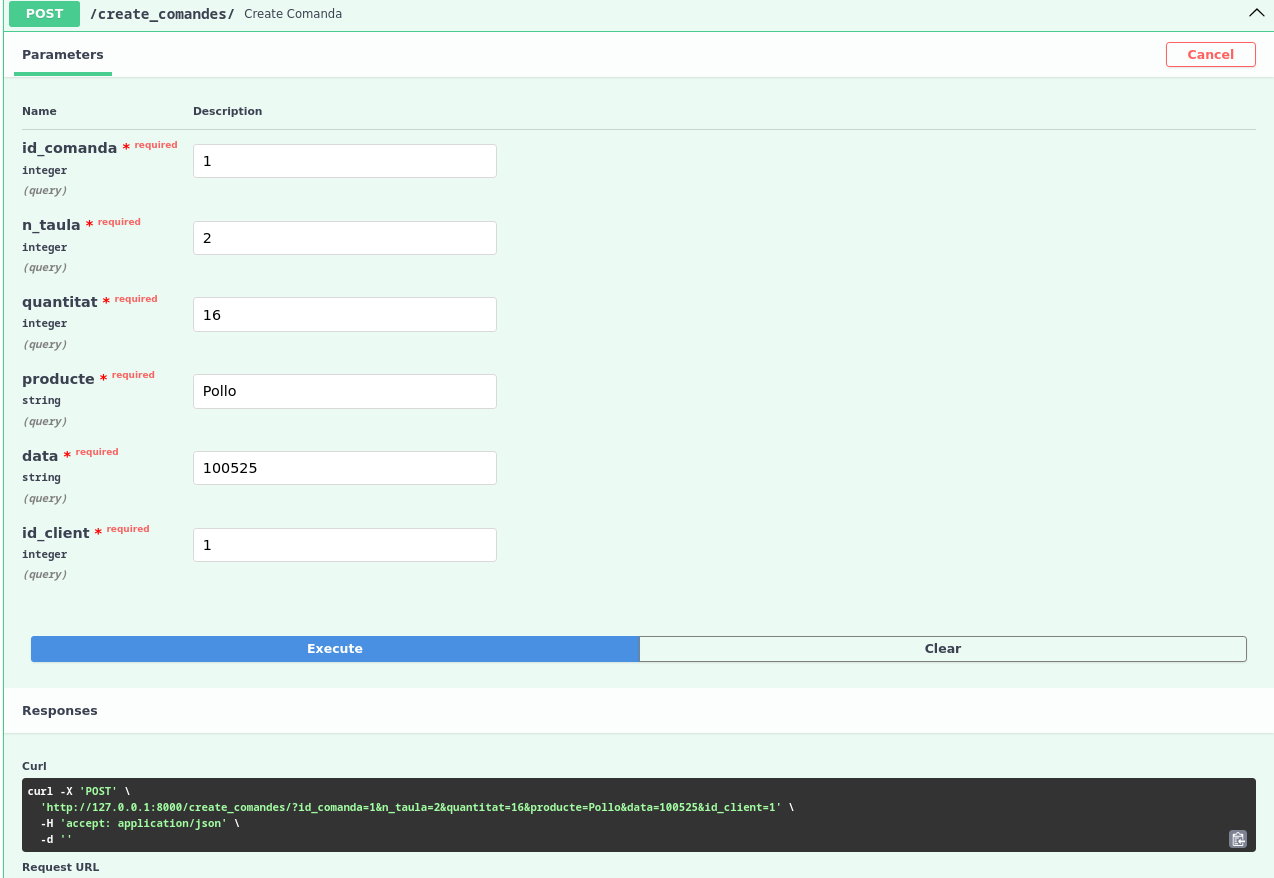 POST /create_comandes/ Create Comanda
Parameters
Cancel
Name Description
id_comanda * required
integer
(query)
1
n_taula * required
integer
(query)
2
quantitat * required
integer
(query)
16
producte * required
string
(query)
Pollo
data * required
string
(query)
100525
id_client * required
integer
(query)
1
Execute Clear
Responses
Curl
curl -X 'POST' \
'http://127.0.0.1:8000/create_comandes/?id_comanda=1&n_taula=2&quantitat=16&producte=Pollo&data=100525&id_client=1' \
-H 'accept: application/json' \
-d ''
Request URL